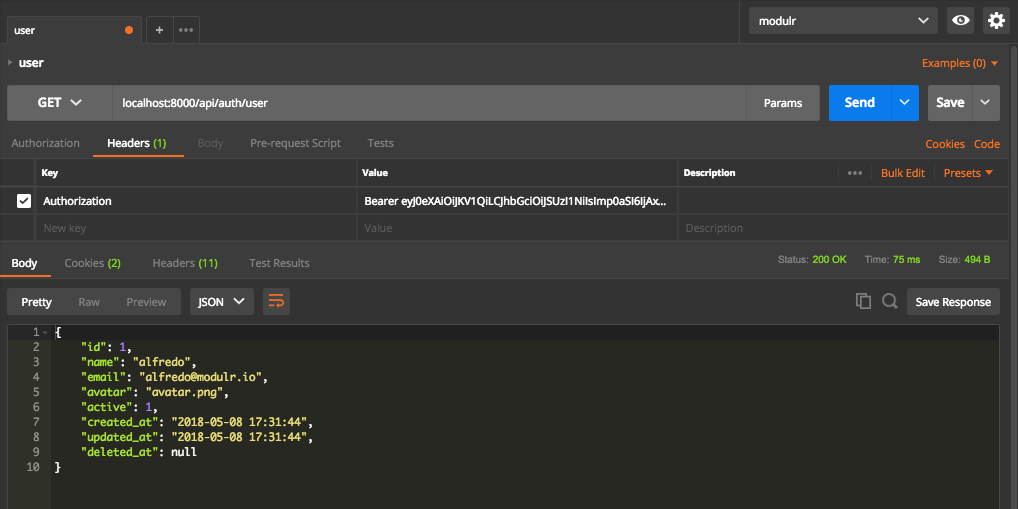 user
+
•••
modulr
user
Examples (0)
GET
localhost:8000/api/auth/user
Params
Send
Save
Authorization
Headers (1)
Body
Pre-request Script
Tests
Cookies
Code
Key
Value
Description
•••
Bulk Edit
Presets
Authorization
Bearer eyJ0eXAiOiJKV1QiLCJhbGciOiJSUzI1NiIsImp0aSI6IjAx...
New key
Value
Description
Body
Cookies (2)
Headers (11)
Test Results
Status: 200 OK
Time: 75 ms
Size: 494 B
Pretty
Raw
Preview
JSON
Save Response
1 {
2 "id": 1,
3 "name": "alfredo",
4 "email": "alfredo@modulr.io",
5 "avatar": "avatar.png",
6 "active": 1,
7 "created_at": "2018-05-08 17:31:44",
8 "updated_at": "2018-05-08 17:31:44",
9 "deleted_at": null
10 }